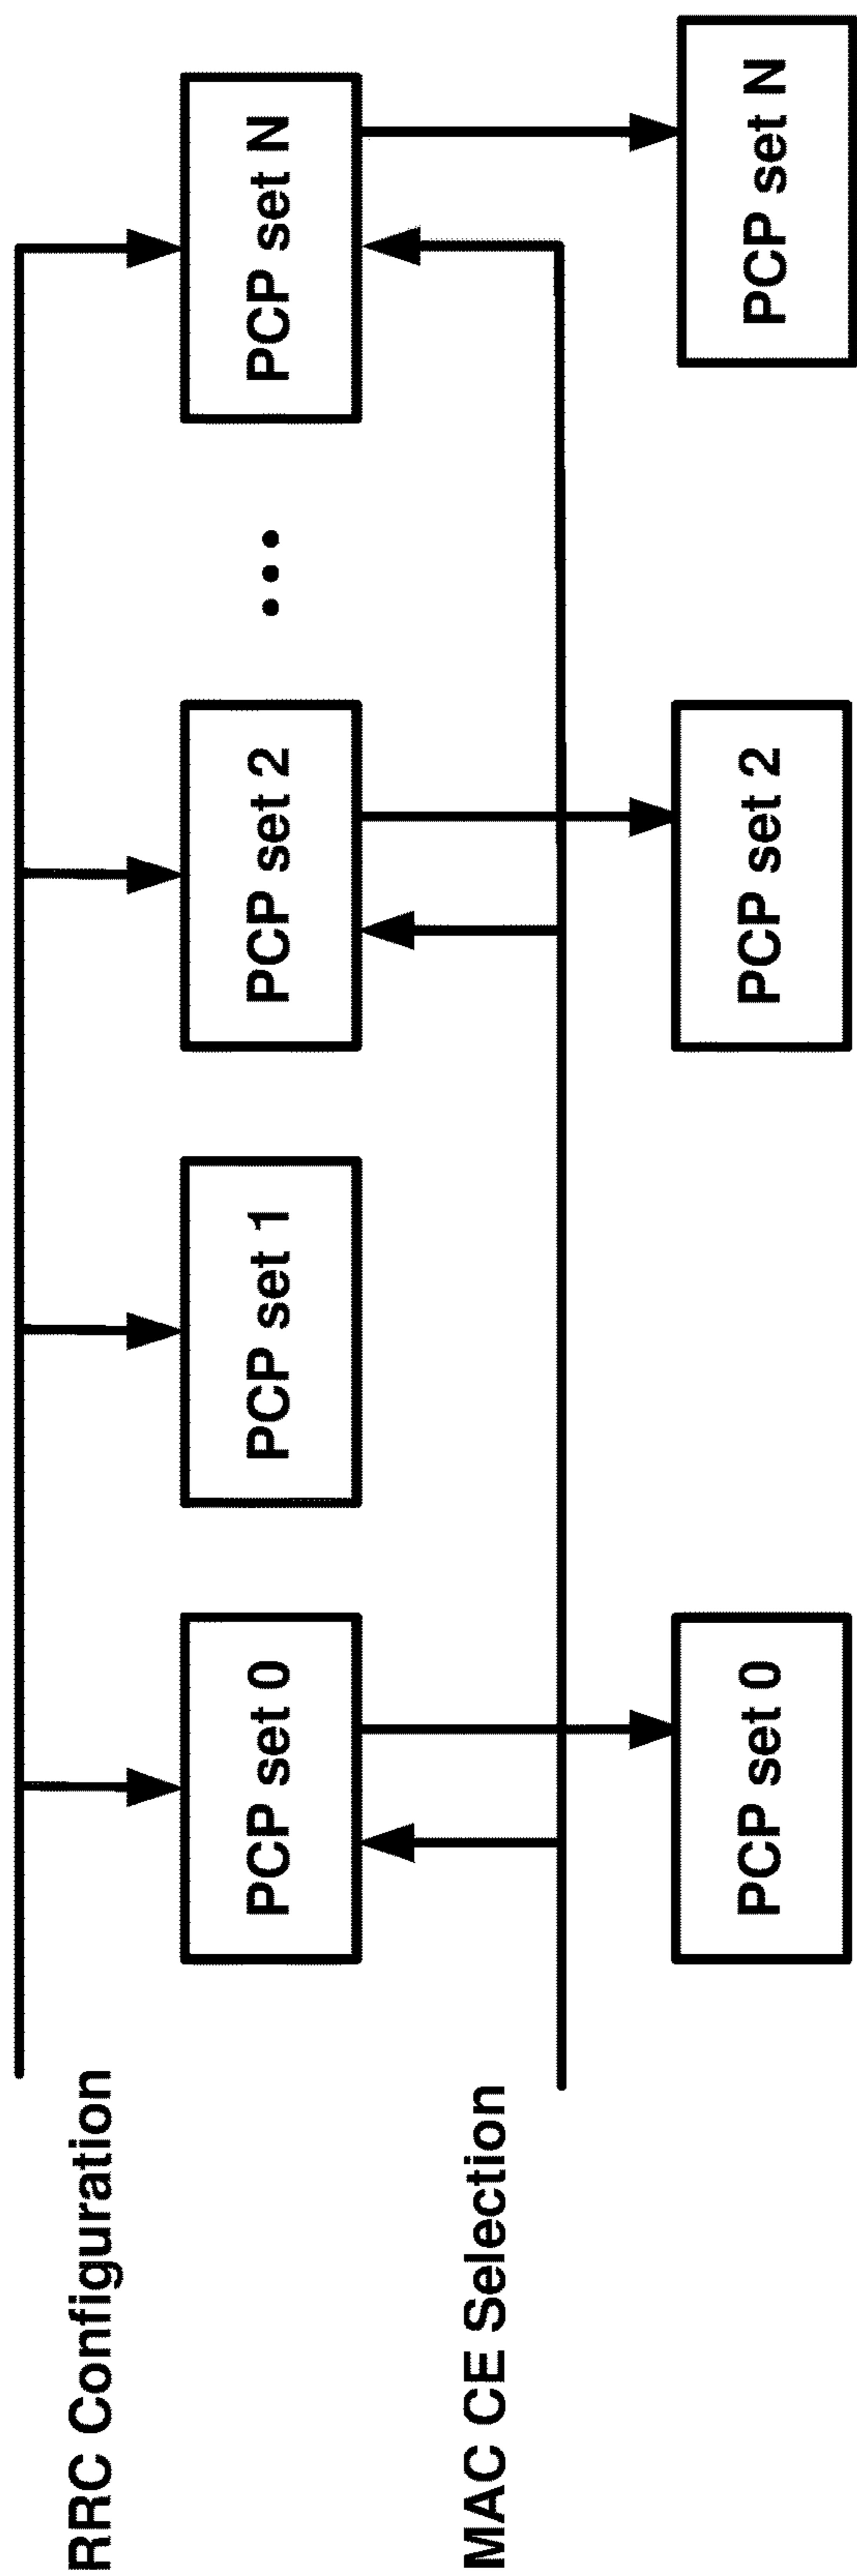 RRC Configuration
PCP set 0
PCP set 1
PCP set 2
...
PCP set N
MAC CE Selection
PCP set 0
PCP set 2
PCP set N